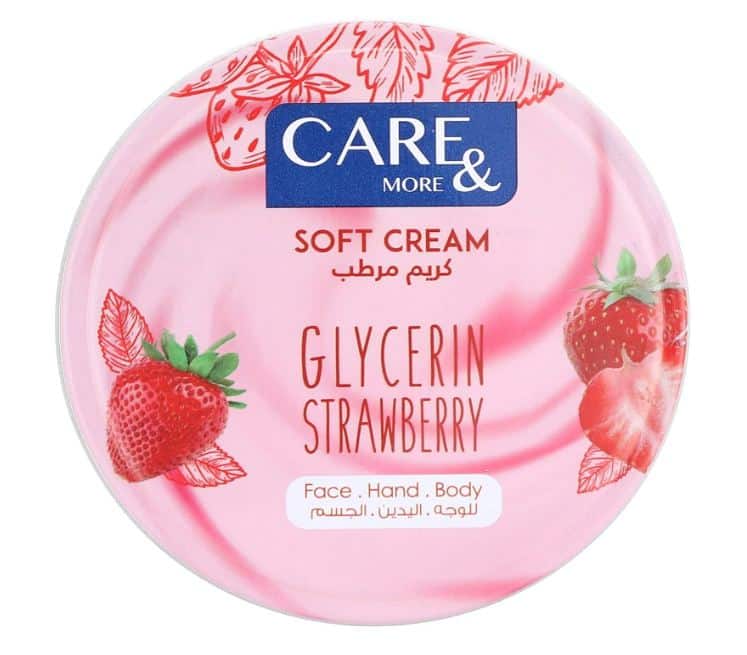 CARE &
MORE
SOFT CREAM
كريم مرطب
GLYCERIN
STRAWBERRY
Face . Hand . Body
للوجه . اليدين . الجسم